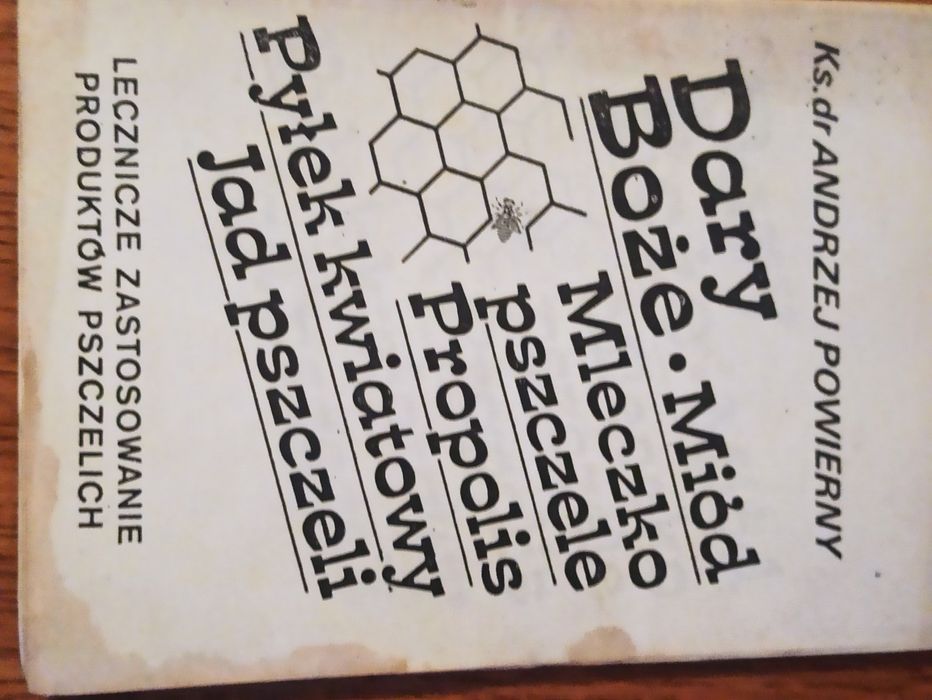 Ks. dr ANDRZEJ POWIERNY
Dary
Boże • Miód
Mleczko
pszczele
Propolis
Pyłek kwiatowy
Jad pszczeli
LECZNICZE ZASTOSOWANIE
PRODUKTÓW PSZCZELICH